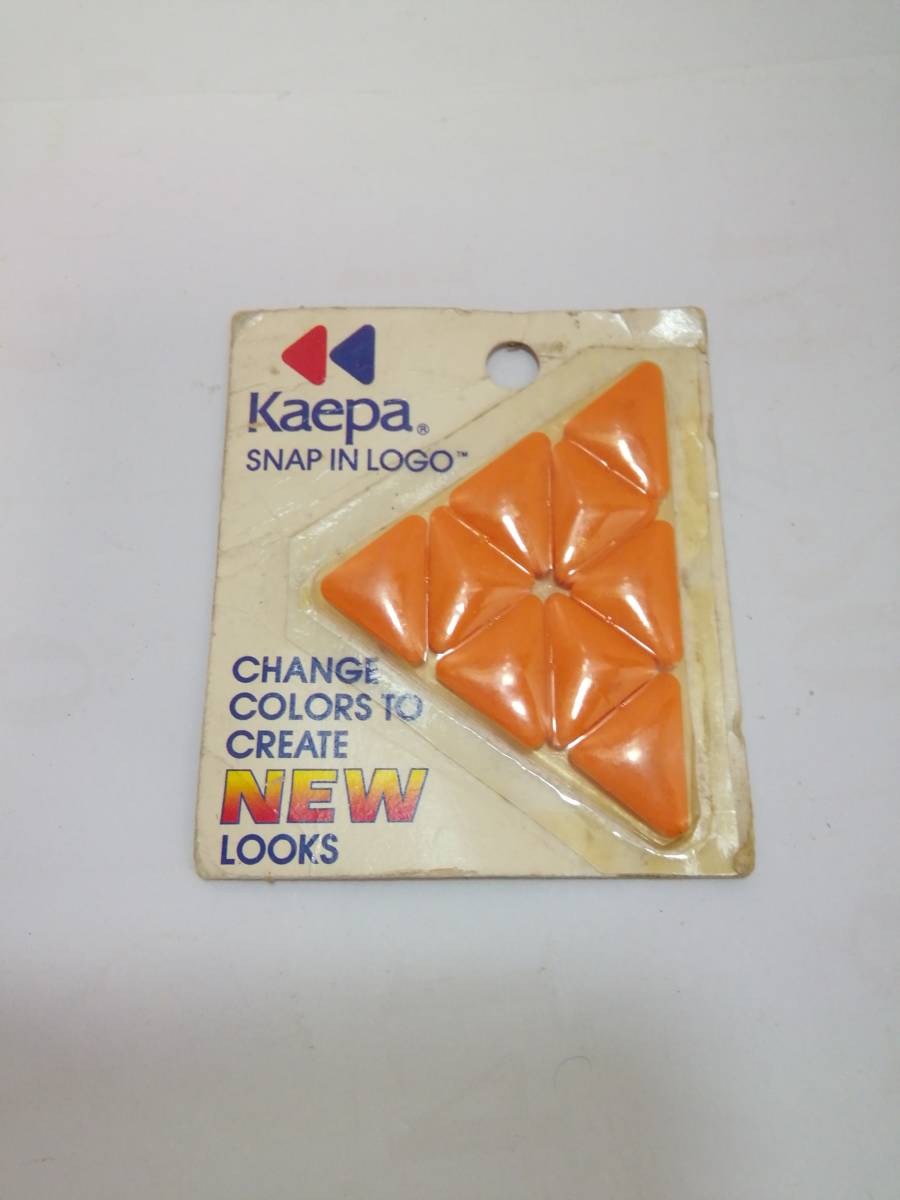 Kaepa®
SNAP IN LOGO™
CHANGE
COLORS TO
CREATE
NEW
LOOKS